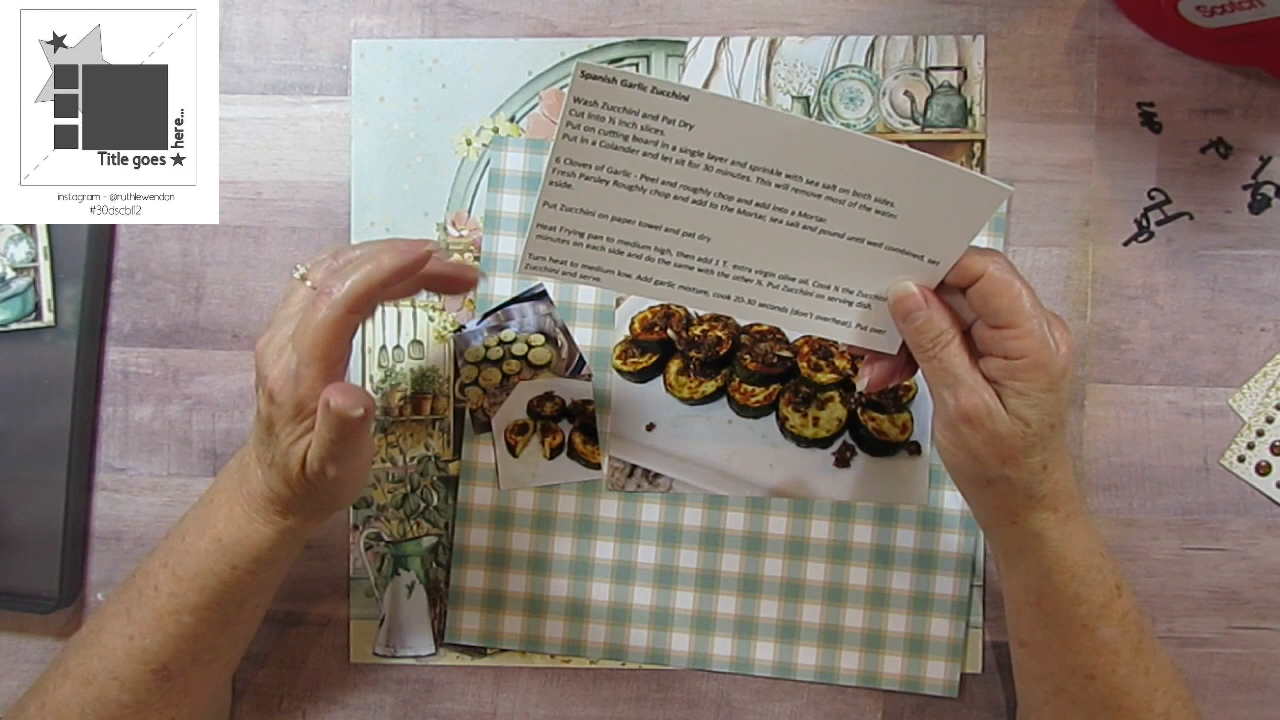 Title goes
here...
instagram - @ruthlewendon
#30dscbf12
Scotch
Spanish Garlic Zucchini
Wash Zucchini and Pat Dry
Cut into ½ inch slices.
Put on cutting board in a single layer and sprinkle with sea salt on both sides.
Put in a Colander and let sit for 30 minutes. This will remove most of the water.
6 Cloves of Garlic - Peel and roughly chop and add into a Mortar.
Fresh Parsley Roughly chop and add to the Mortar, sea salt and pound until well combined, set
aside.
Put Zucchini on paper towel and pat dry.
Heat Frying pan to medium high, then add 1 T. extra virgin olive oil. Cook ½ the Zucchini
minutes on each side and do the same with the other ½. Put Zucchini on serving dish.
Turn heat to medium low. Add garlic mixture, cook 20-30 seconds (don't overheat). Put over
Zucchini and serve.